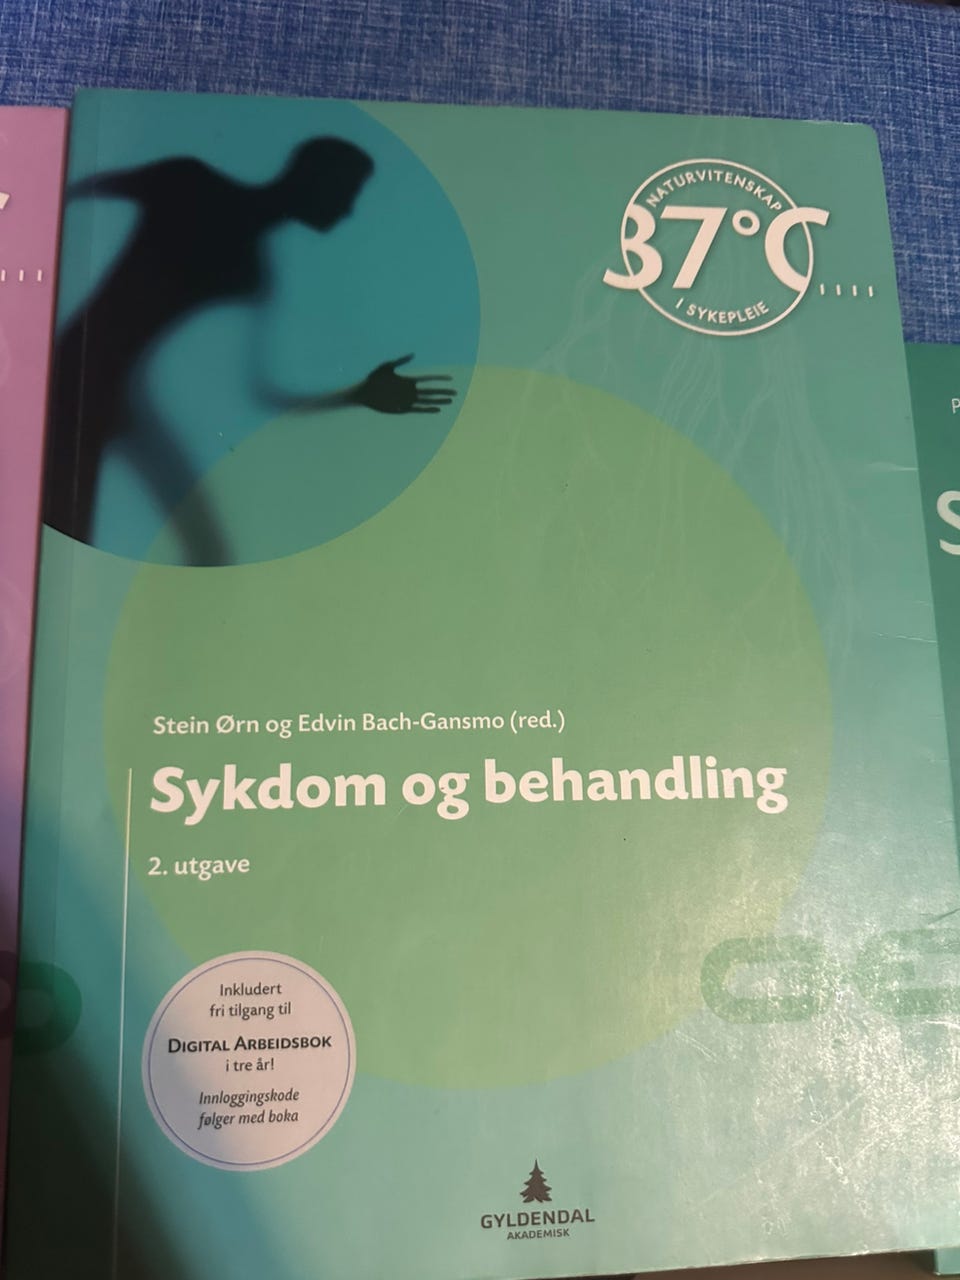 NATURVITENSKAP
37°C
I SYKEPLEIE
Stein Ørn og Edvin Bach-Gansmo (red.)
Sykdom og behandling
2. utgave
Inkludert
fri tilgang til
DIGITAL ARBEIDSBOK
i tre år!
Innloggingskode
følger med boka
GYLDENDAL
AKADEMISK